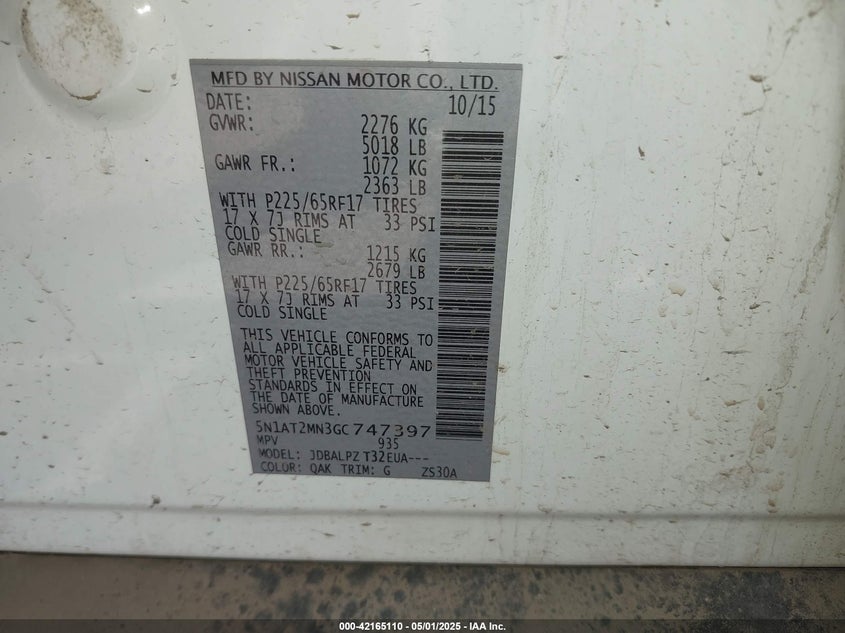 MFD BY NISSAN MOTOR CO., LTD.
DATE: 10/15
GVWR: 2276 KG
5018 LB
GAWR FR.: 1072 KG
2363 LB
WITH P225/65RF17 TIRES
17 X 7J RIMS AT 33 PSI
COLD SINGLE
GAWR RR.: 1215 KG
2679 LB
WITH P225/65RF17 TIRES
17 X 7J RIMS AT 33 PSI
COLD SINGLE
THIS VEHICLE CONFORMS TO
ALL APPLICABLE FEDERAL
MOTOR VEHICLE SAFETY AND
THEFT PREVENTION
STANDARDS IN EFFECT ON
THE DATE OF MANUFACTURE
SHOWN ABOVE.
5N1AT2MN3GC747397
MPV 935
MODEL: JDBALPZ T32EUA---
COLOR: QAK TRIM: G ZS30A
000-42165110 - 05/01/2025 - IAA Inc.